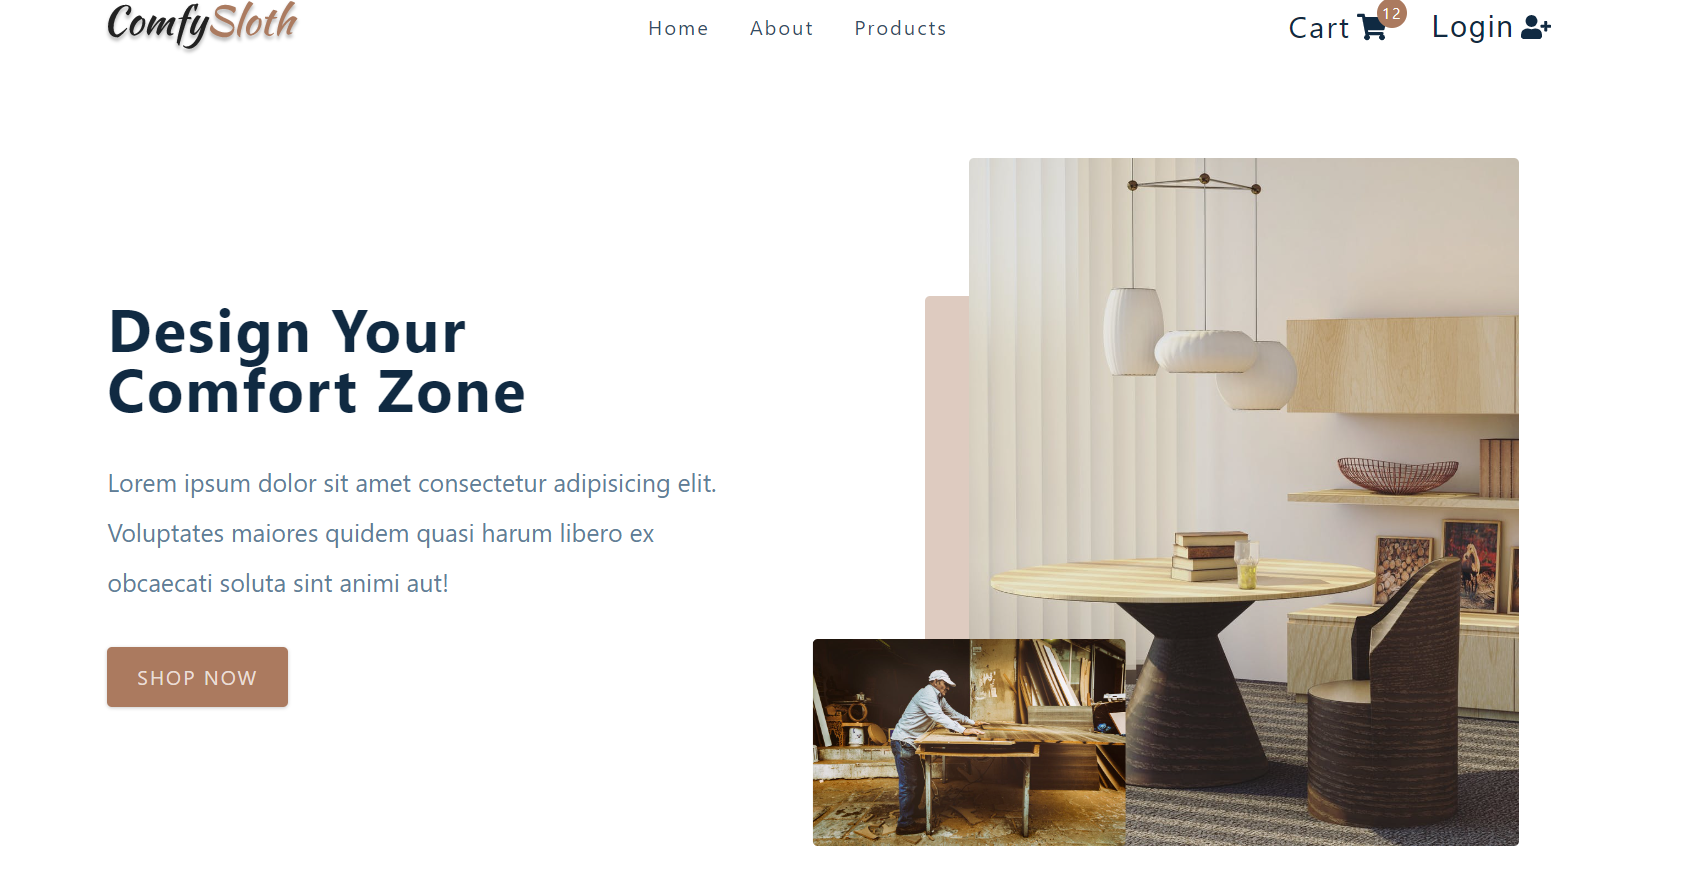 ComfySloth
Home About Products
Cart 12 Login
Design Your
Comfort Zone
Lorem ipsum dolor sit amet consectetur adipisicing elit.
Voluptates maiores quidem quasi harum libero ex
obcaecati soluta sint animi aut!
SHOP NOW